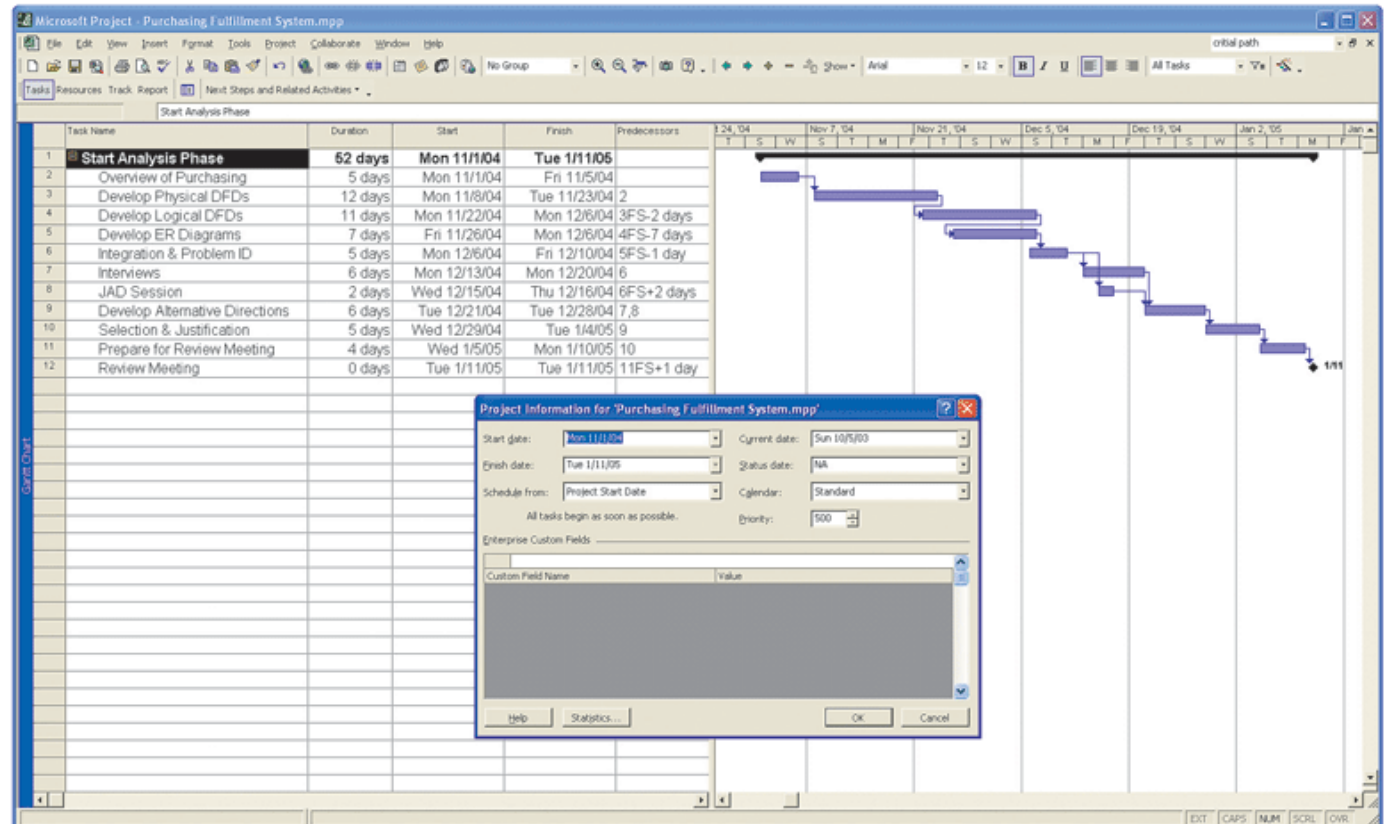 Microsoft Project - Purchasing Fulfillment System.mpp
File Edit View Insert Format Tools Project Collaborate Window Help critial path
No Group Show Arial 12 B I U All Tasks
Tasks Resources Track Report Next Steps and Related Activities
Start Analysis Phase
Task Name Duration Start Finish Predecessors
24, '04 Nov 7, '04 Nov 21, '04 Dec 5, '04 Dec 19, '04 Jan 2, '05 Jan
T S W S T M F T S W S T M F T S W S T M F
1 Start Analysis Phase 52 days Mon 11/1/04 Tue 1/11/05
2 Overview of Purchasing 5 days Mon 11/1/04 Fri 11/5/04
3 Develop Physical DFDs 12 days Mon 11/8/04 Tue 11/23/04 2
4 Develop Logical DFDs 11 days Mon 11/22/04 Mon 12/6/04 3FS-2 days
5 Develop ER Diagrams 7 days Fri 11/26/04 Mon 12/6/04 4FS-7 days
6 Integration & Problem ID 5 days Mon 12/6/04 Fri 12/10/04 5FS-1 day
7 Interviews 6 days Mon 12/13/04 Mon 12/20/04 6
8 JAD Session 2 days Wed 12/15/04 Thu 12/16/04 6FS+2 days
9 Develop Alternative Directions 6 days Tue 12/21/04 Tue 12/28/04 7,8
10 Selection & Justification 5 days Wed 12/29/04 Tue 1/4/05 9
11 Prepare for Review Meeting 4 days Wed 1/5/05 Mon 1/10/05 10
12 Review Meeting 0 days Tue 1/11/05 Tue 1/11/05 11FS+1 day 1/11
Gantt Chart
Project Information for 'Purchasing Fulfillment System.mpp'
Start date: Mon 11/1/04 Current date: Sun 10/5/03
Finish date: Tue 1/11/05 Status date: NA
Schedule from: Project Start Date Calendar: Standard
All tasks begin as soon as possible. Priority: 500
Enterprise Custom Fields
Custom Field Name Value
Help Statistics... OK Cancel
EXT CAPS NUM SCRL OVR